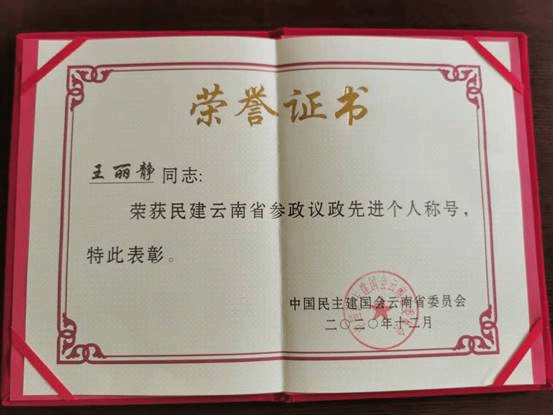 荣誉证书
王丽静同志:
荣获民建云南省参政议政先进个人称号，
特此表彰。
中国民主建国会云南省委员会
二〇二〇年十二月